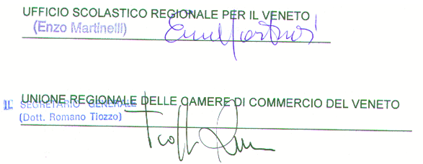 UFFICIO SCOLASTICO REGIONALE PER IL VENETO
(Enzo Martinelli)
UNIONE REGIONALE DELLE CAMERE DI COMMERCIO DEL VENETO
IL SEGRETARIO GENERALE
(Dott. Romano Tiozzo)